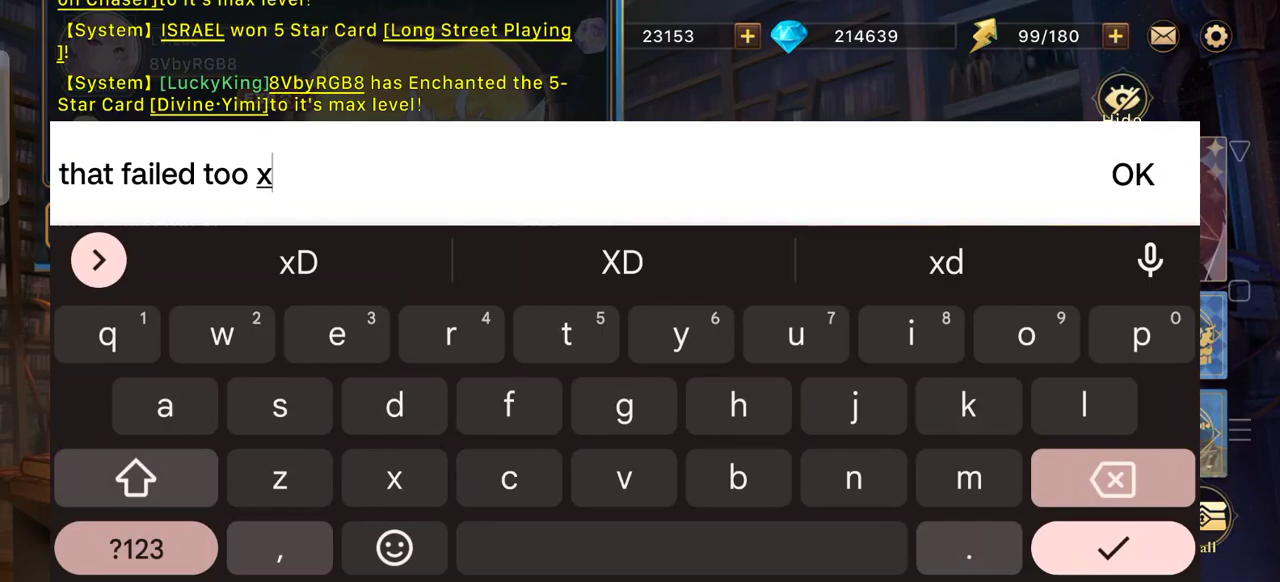 on Chaser]to it's max level!
【System】ISRAEL won 5 Star Card [Long Street Playing
]!
8VbyRGB8
【System】[LuckyKing]8VbyRGB8 has Enchanted the 5-
Star Card [Divine·Yimi]to it's max level!
23153
214639
99/180
Hide
that failed too x
OK
xD XD xd
q 1 w 2 e 3 r 4 t 5 y 6 u 7 i 8 o 9 p 0
a s d f g h j k l
z x c v b n m
?123 , .
all